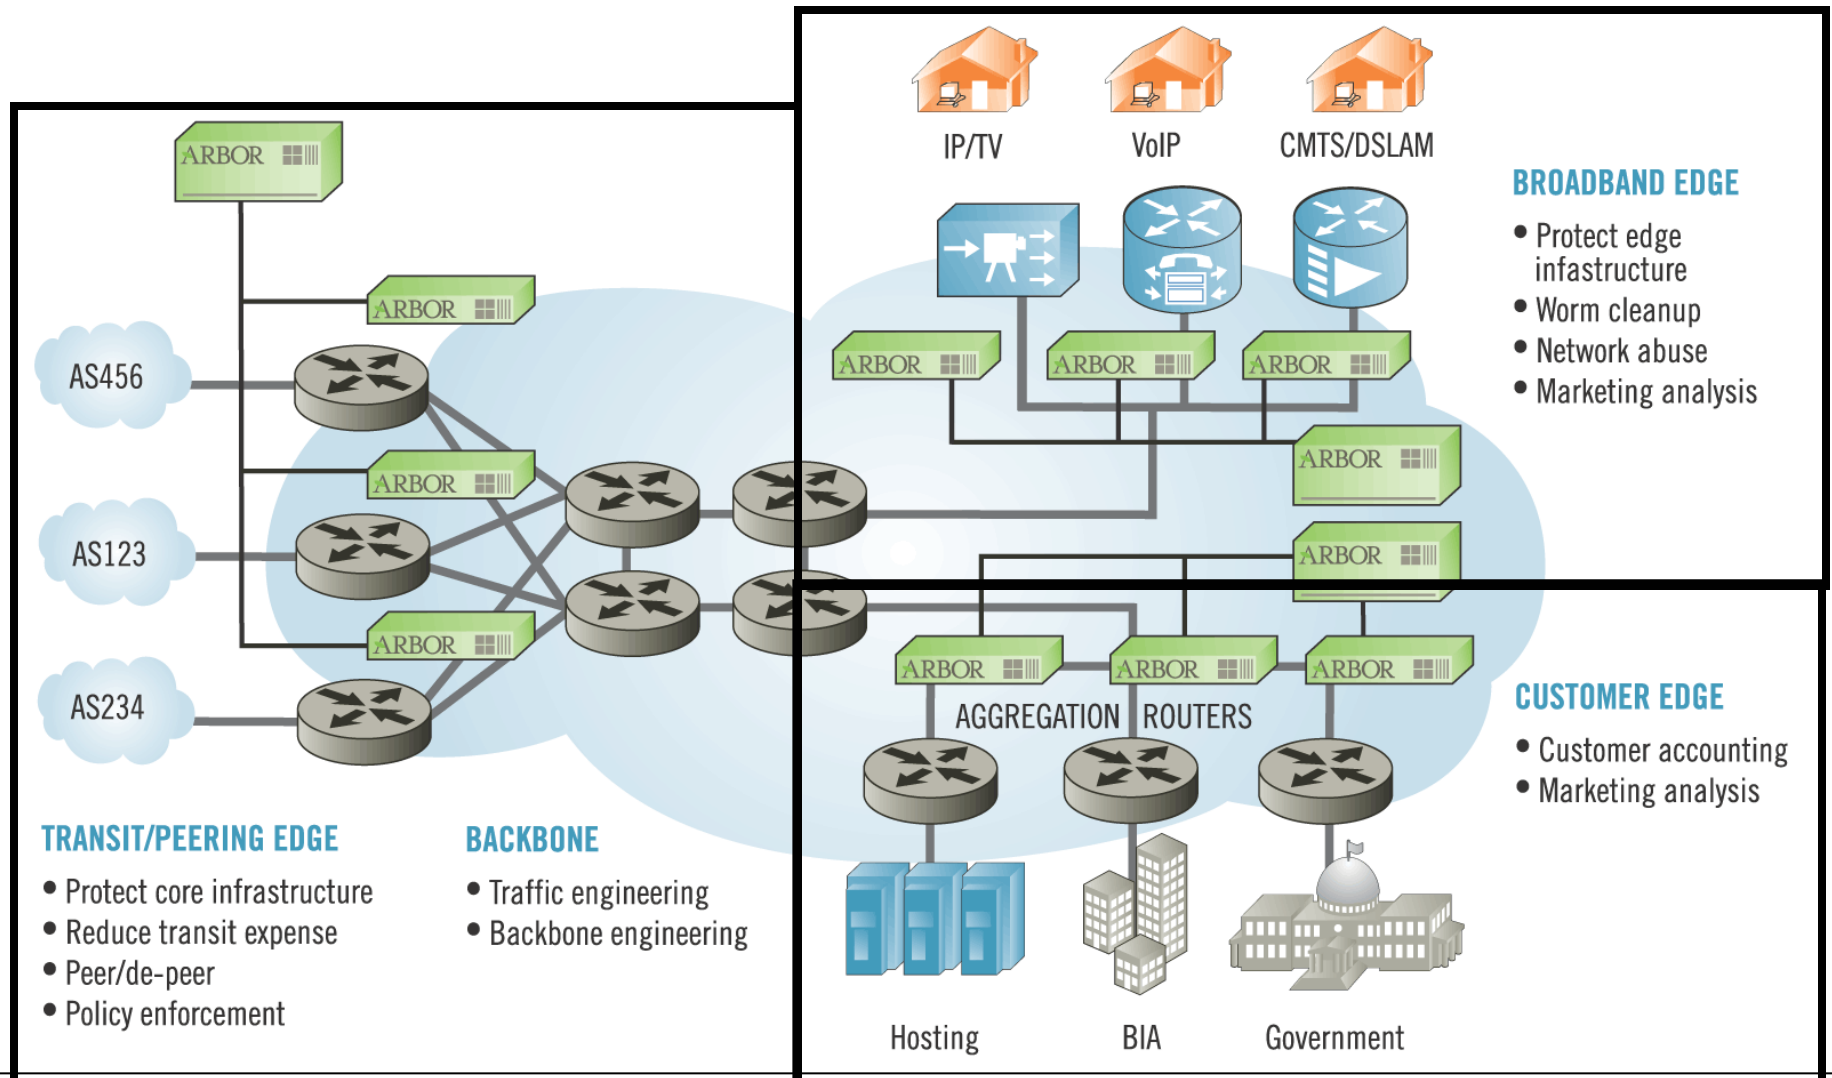 IP/TV
VoIP
CMTS/DSLAM
ARBOR
BROADBAND EDGE
• Protect edge
infastructure
• Worm cleanup
• Network abuse
• Marketing analysis
ARBOR
ARBOR
ARBOR
ARBOR
AS456
ARBOR
ARBOR
AS123
ARBOR
ARBOR
ARBOR
ARBOR
ARBOR
AS234
AGGREGATION ROUTERS
CUSTOMER EDGE
• Customer accounting
• Marketing analysis
TRANSIT/PEERING EDGE
• Protect core infrastructure
• Reduce transit expense
• Peer/de-peer
• Policy enforcement
BACKBONE
• Traffic engineering
• Backbone engineering
Hosting
BIA
Government